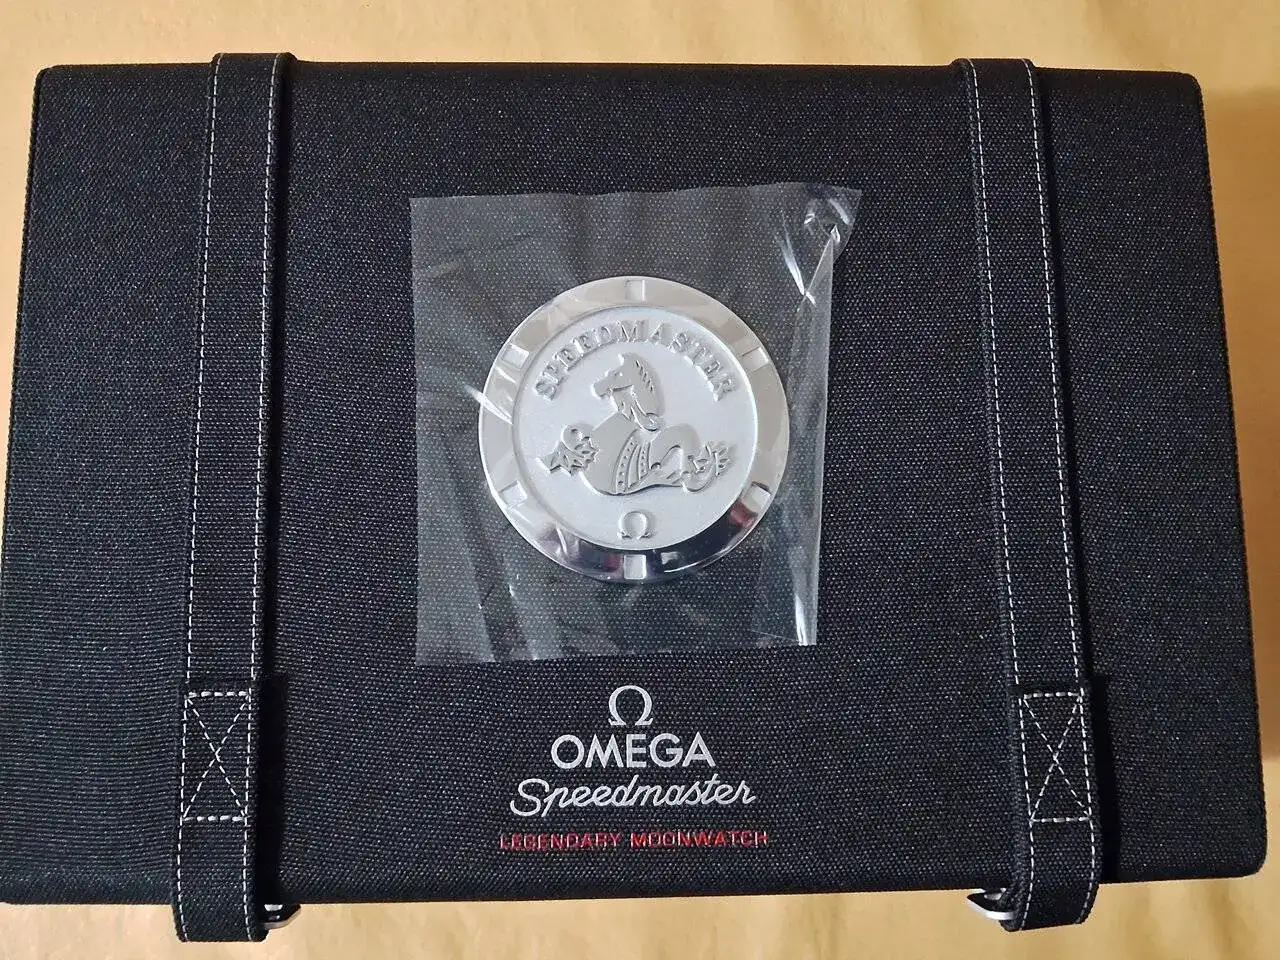 SPEEDMASTER
Ω
Ω
OMEGA
Speedmaster
LEGENDARY MOONWATCH